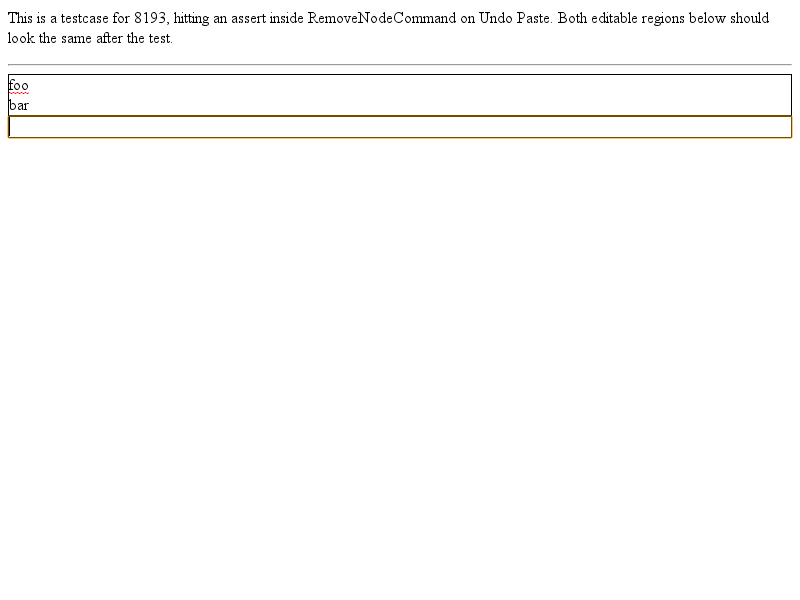 This is a testcase for 8193, hitting an assert inside RemoveNodeCommand on Undo Paste. Both editable regions below should
look the same after the test.
foo
bar